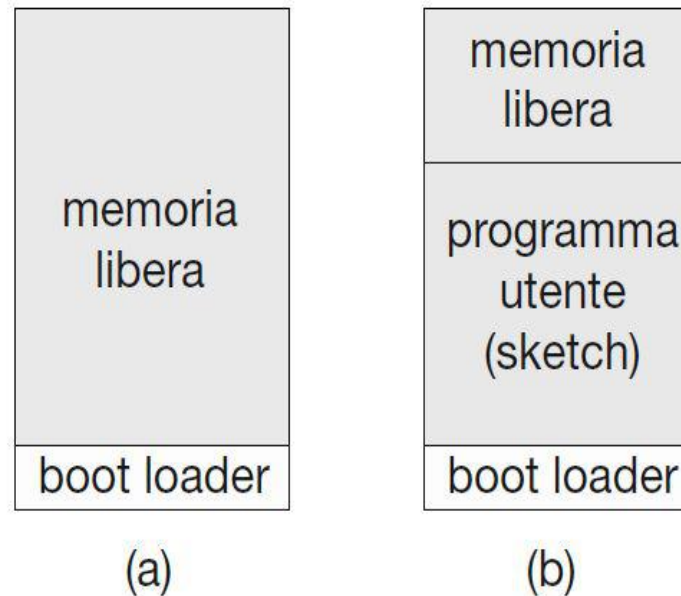 memoria
libera
boot loader
(a)
memoria
libera
programma
utente
(sketch)
boot loader
(b)